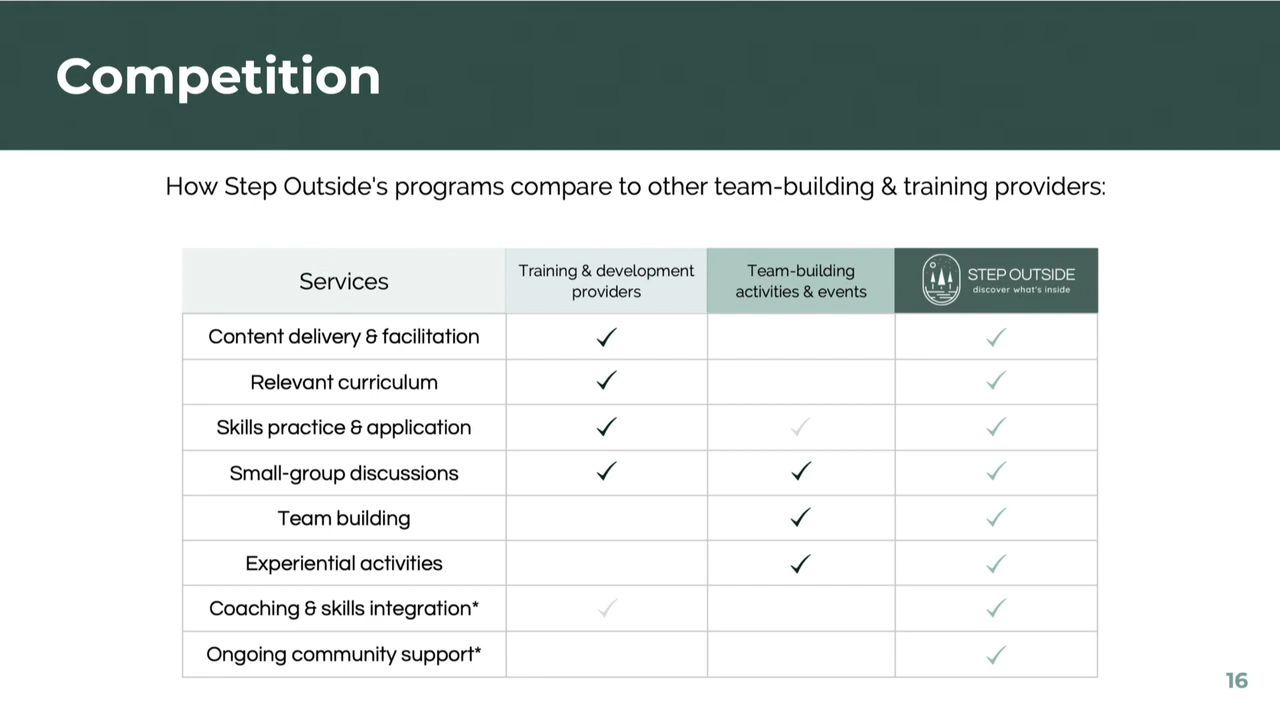 Competition
How Step Outside's programs compare to other team-building & training providers:
Services
Training & development
providers
Team-building
activities & events
STEP OUTSIDE
discover what's inside
Content delivery & facilitation
Relevant curriculum
Skills practice & application
Small-group discussions
Team building
Experiential activities
Coaching & skills integration*
Ongoing community support*
16